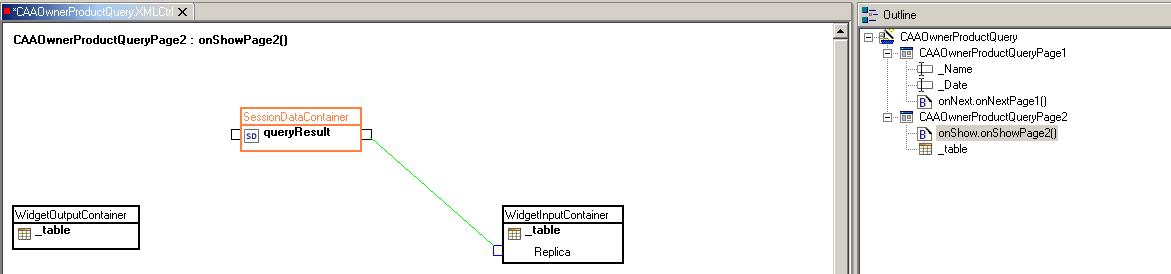 *CAAOwnerProductQuery.XMLCtrl
CAAOwnerProductQueryPage2 : onShowPage2()
SessionDataContainer
SD queryResult
WidgetOutputContainer
_table
WidgetInputContainer
_table
Replica
Outline
CAAOwnerProductQuery
CAAOwnerProductQueryPage1
_Name
_Date
B onNext.onNextPage1()
CAAOwnerProductQueryPage2
B onShow.onShowPage2()
_table